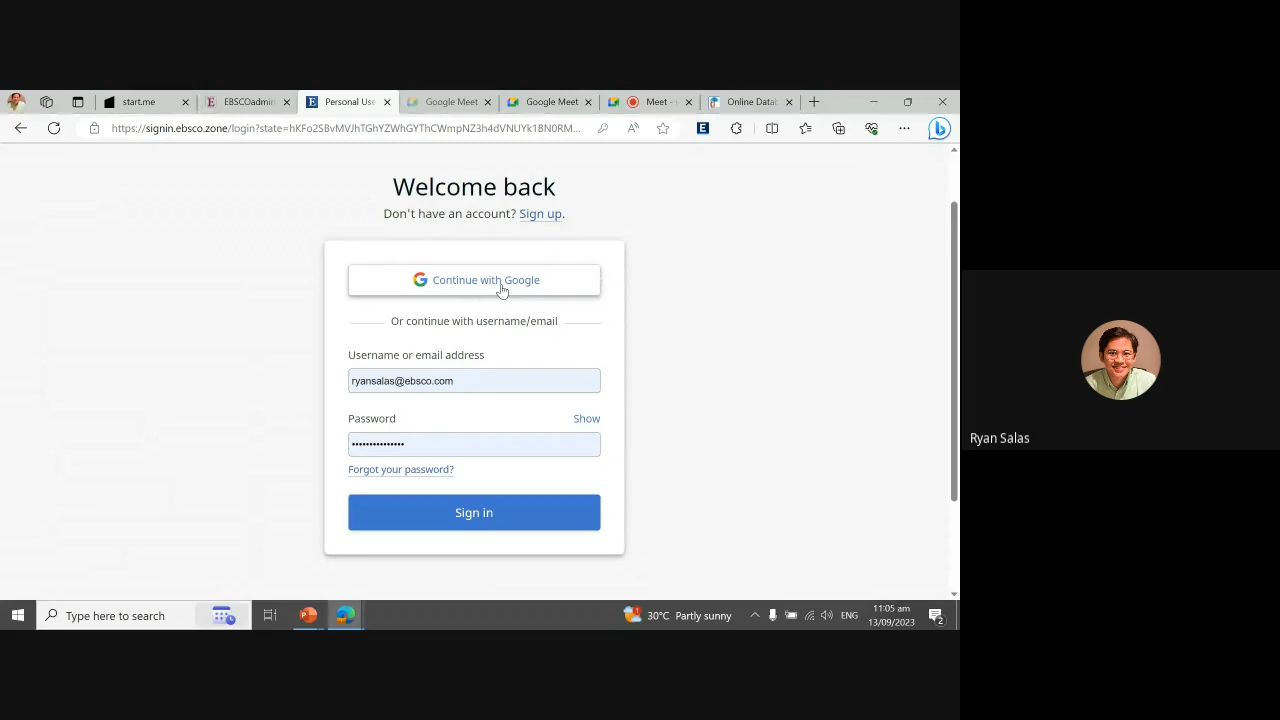 start.me
EBSCOadmin
Personal Use
Google Meet
Google Meet
Meet -
Online Datab
https://signin.ebsco.zone/login?state=hKFo2SBvMVJhTGhYZWhGYThCWmpNZ3h4dVNUYk1BN0RM...
Welcome back
Don't have an account? Sign up.
Continue with Google
Or continue with username/email
Username or email address
ryansalas@ebsco.com
Password Show
••••••••••••••
Forgot your password?
Sign in
Ryan Salas
Type here to search
30°C Partly sunny
ENG
11:05 am
13/09/2023
2